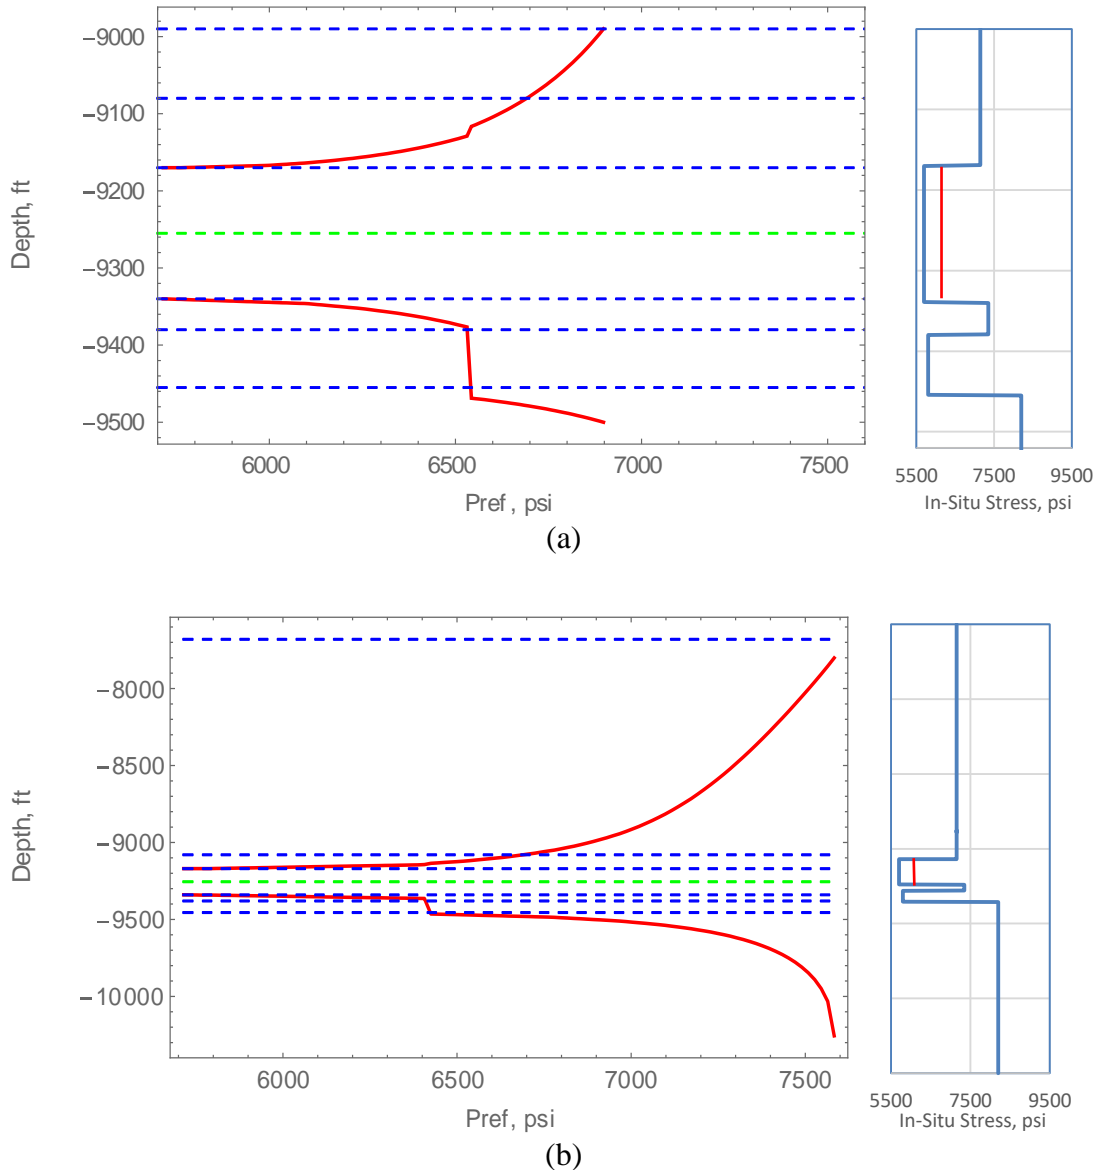 −9000
−9100
−9200
−9300
−9400
−9500
Depth, ft
6000 6500 7000 7500
Pref , psi
5500 7500 9500
In-Situ Stress, psi
(a)
−8000
−8500
−9000
−9500
−10000
Depth, ft
6000 6500 7000 7500
Pref , psi
5500 7500 9500
In-Situ Stress, psi
(b)